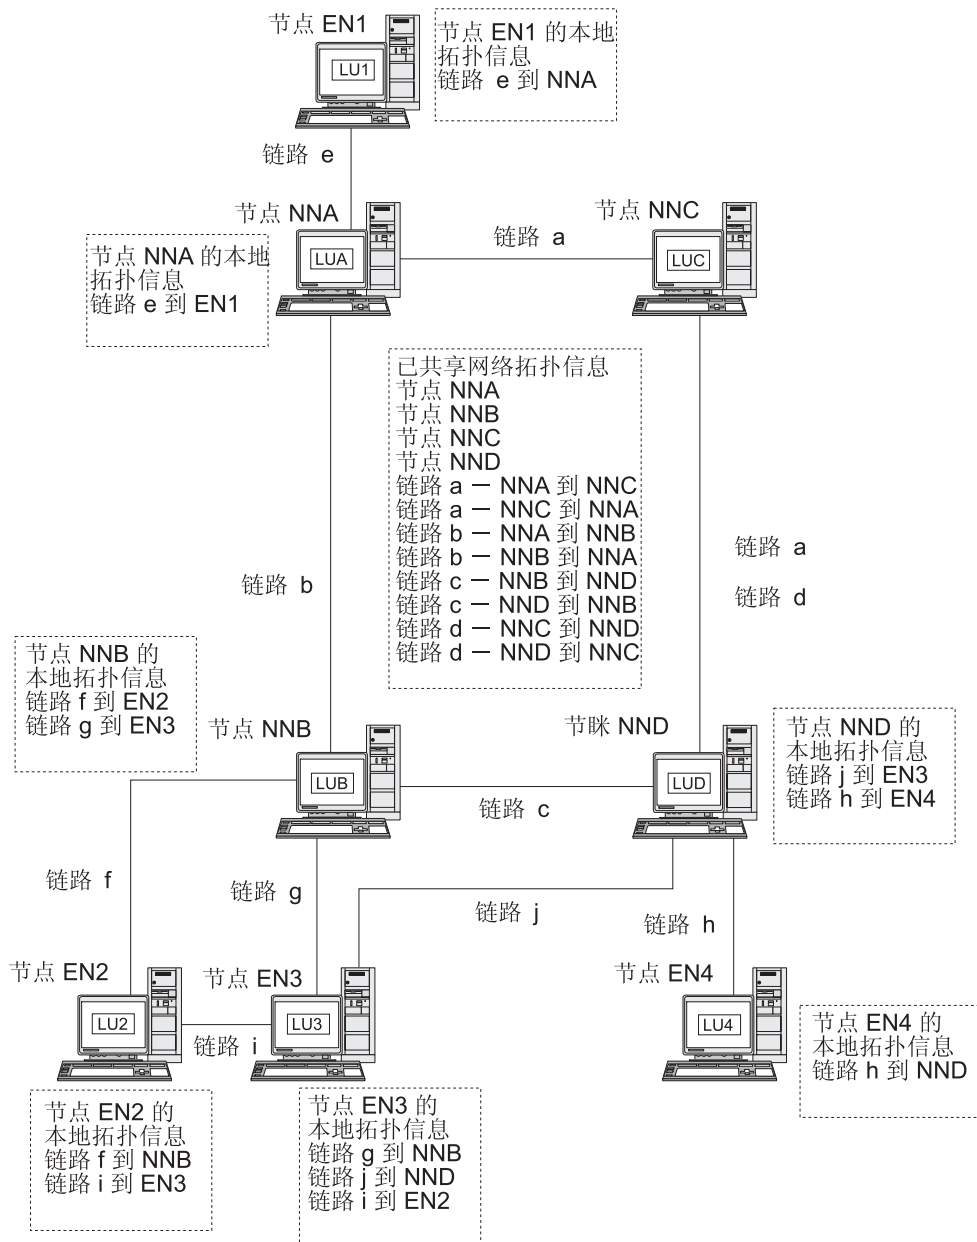 节点 EN1
LU1
节点 EN1 的本地
拓扑信息
链路 e 到 NNA
链路 e
节点 NNA
LUA
节点 NNA 的本地
拓扑信息
链路 e 到 EN1
链路 a
节点 NNC
LUC
已共享网络拓扑信息
节点 NNA
节点 NNB
节点 NNC
节点 NND
链路 a － NNA 到 NNC
链路 a － NNC 到 NNA
链路 b － NNA 到 NNB
链路 b － NNB 到 NNA
链路 c － NNB 到 NND
链路 c － NND 到 NNB
链路 d － NNC 到 NND
链路 d － NND 到 NNC
链路 b
链路 a
链路 d
节点 NNB 的
本地拓扑信息
链路 f 到 EN2
链路 g 到 EN3
节点 NNB
LUB
链路 c
节眯 NND
LUD
节点 NND 的
本地拓扑信息
链路 j 到 EN3
链路 h 到 EN4
链路 f
链路 g
链路 j
链路 h
节点 EN2
LU2
链路 i
节点 EN3
LU3
节点 EN4
LU4
节点 EN4 的
本地拓扑信息
链路 h 到 NND
节点 EN2 的
本地拓扑信息
链路 f 到 NNB
链路 i 到 EN3
节点 EN3 的
本地拓扑信息
链路 g 到 NNB
链路 j 到 NND
链路 i 到 EN2